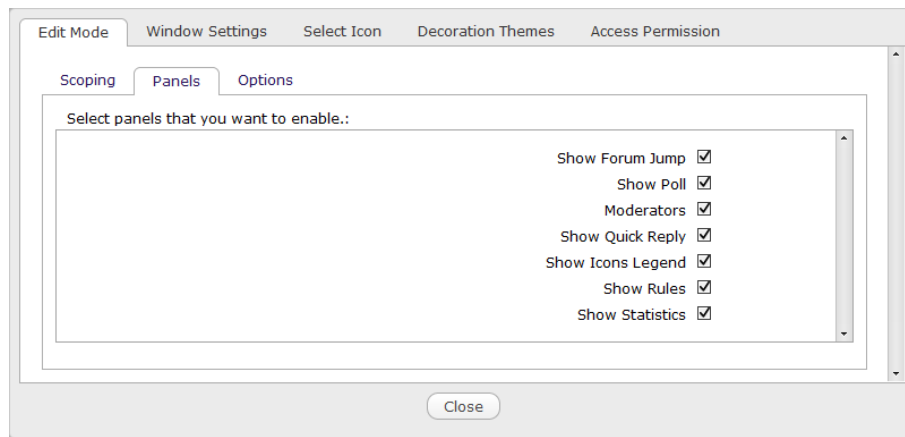 Edit Mode Window Settings Select Icon Decoration Themes Access Permission
Scoping Panels Options
Select panels that you want to enable.:
Show Forum Jump
Show Poll
Moderators
Show Quick Reply
Show Icons Legend
Show Rules
Show Statistics
Close